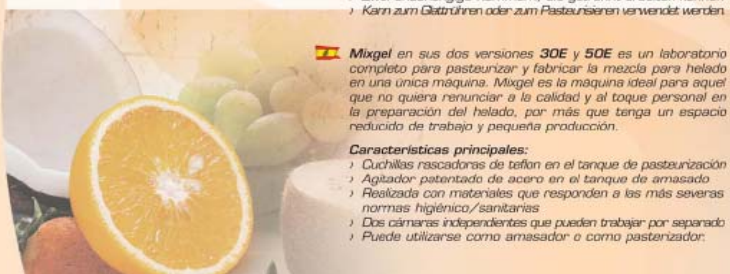 › Kann zum Glattrühren oder zum Pasteurisieren verwendet werden.
Mixgel en sus dos versiones 30E y 50E es un laboratorio
completo para pasteurizar y fabricar la mezcla para helado
en una única máquina. Mixgel es la máquina ideal para aquel
que no quiera renunciar a la calidad y al toque personal en
la preparación del helado, por más que tenga un espacio
reducido de trabajo y pequeña producción.
Características principales:
› Cuchillas rascadoras de teflon en el tanque de pasteurización
› Agitador patentado de acero en el tanque de amasado
› Realizada con materiales que responden a las más severas
normas higiénico/sanitarias
› Dos cámaras independientes que pueden trabajar por separado
› Puede utilizarse como amasador o como pasterizador.